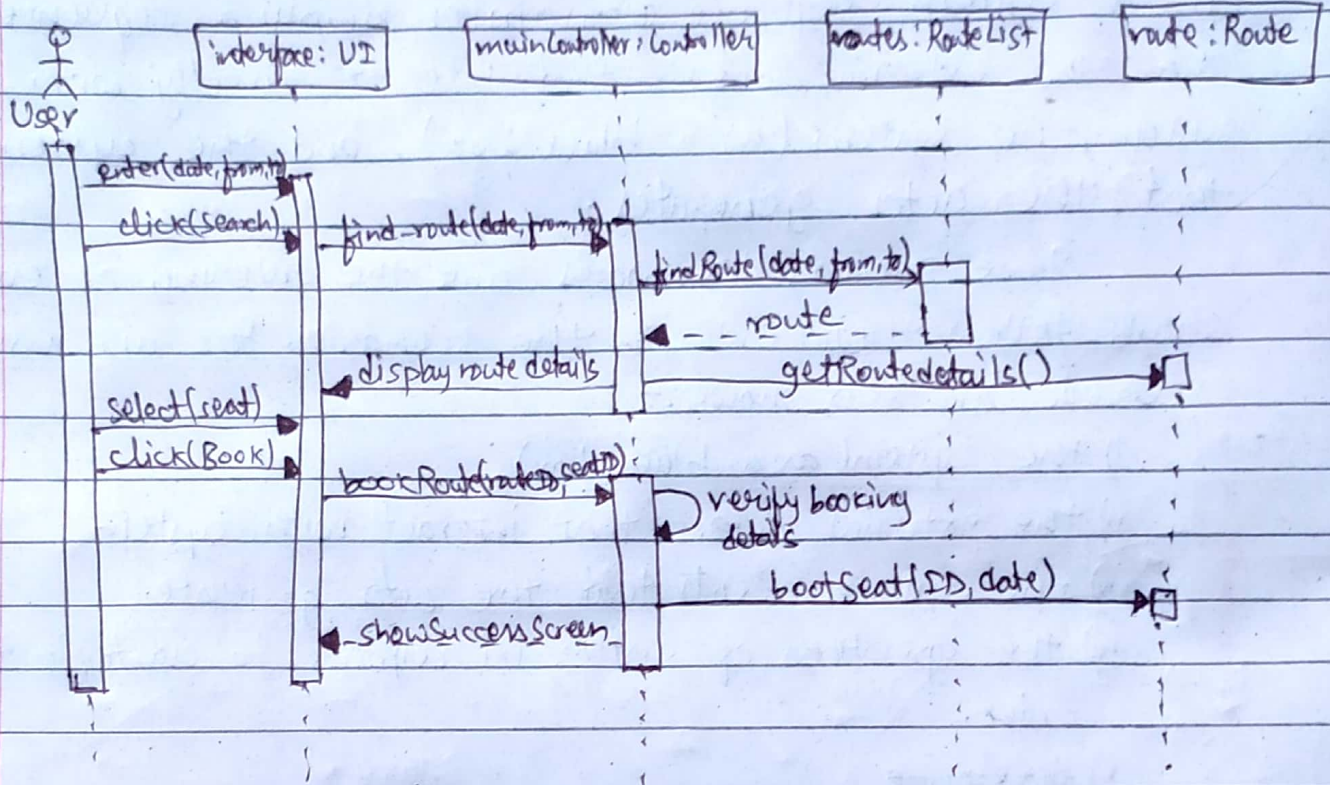 interface: UI
mainController: Controller
routes: RouteList
route: Route
User
enter(date, from, to)
click(search)
find_route(date, from, to)
findRoute(date, from, to)
route
display route details
getRoutedetails()
select(seat)
click(Book)
bookRoute(routeID, seatID)
verify booking
details
bootSeat(ID, date)
showSuccessScreen